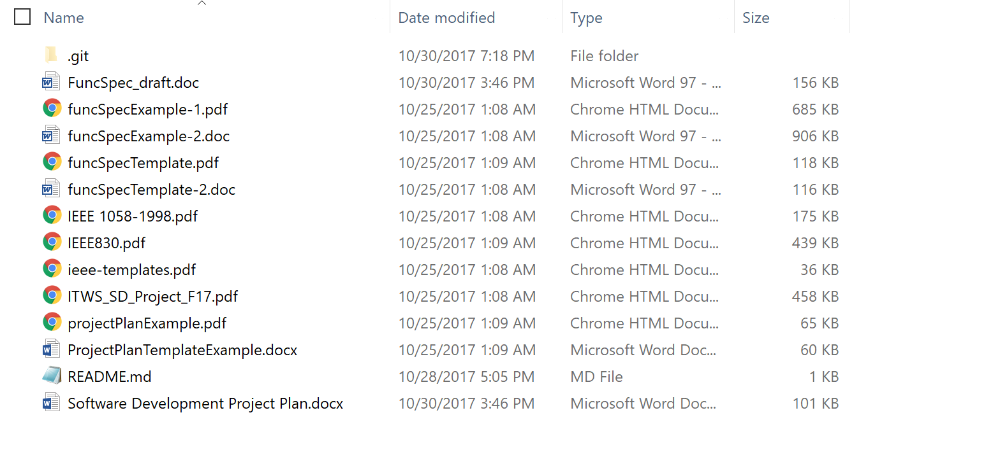 Name Date modified Type Size
.git 10/30/2017 7:18 PM File folder
FuncSpec_draft.doc 10/30/2017 3:46 PM Microsoft Word 97 - ... 156 KB
funcSpecExample-1.pdf 10/25/2017 1:08 AM Chrome HTML Docu... 685 KB
funcSpecExample-2.doc 10/25/2017 1:08 AM Microsoft Word 97 - ... 906 KB
funcSpecTemplate.pdf 10/25/2017 1:09 AM Chrome HTML Docu... 118 KB
funcSpecTemplate-2.doc 10/25/2017 1:08 AM Microsoft Word 97 - ... 116 KB
IEEE 1058-1998.pdf 10/25/2017 1:08 AM Chrome HTML Docu... 175 KB
IEEE830.pdf 10/25/2017 1:09 AM Chrome HTML Docu... 439 KB
ieee-templates.pdf 10/25/2017 1:08 AM Chrome HTML Docu... 36 KB
ITWS_SD_Project_F17.pdf 10/25/2017 1:08 AM Chrome HTML Docu... 458 KB
projectPlanExample.pdf 10/25/2017 1:09 AM Chrome HTML Docu... 65 KB
ProjectPlanTemplateExample.docx 10/25/2017 1:09 AM Microsoft Word Doc... 60 KB
README.md 10/28/2017 5:05 PM MD File 1 KB
Software Development Project Plan.docx 10/30/2017 3:46 PM Microsoft Word Doc... 101 KB